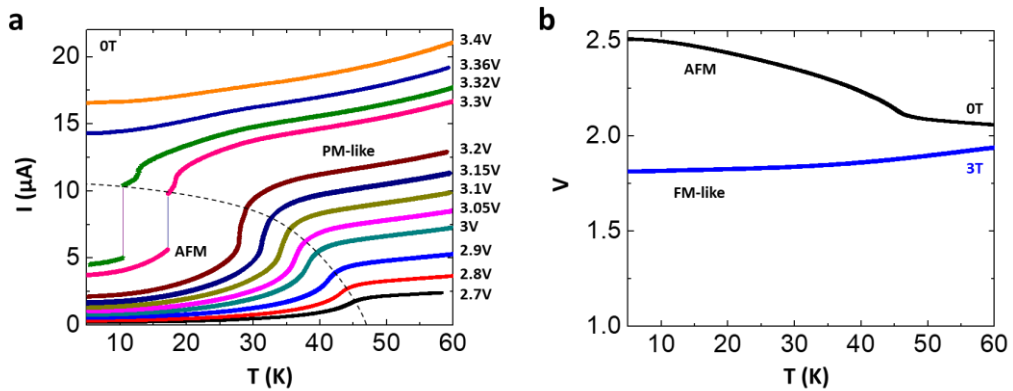 a
0T
20
15
10
5
0
I (µA)
PM-like
AFM
3.4V
3.36V
3.32V
3.3V
3.2V
3.15V
3.1V
3.05V
3V
2.9V
2.8V
2.7V
10 20 30 40 50 60
T (K)
b
2.5
2.0
1.5
1.0
V
AFM
0T
3T
FM-like
10 20 30 40 50 60
T (K)